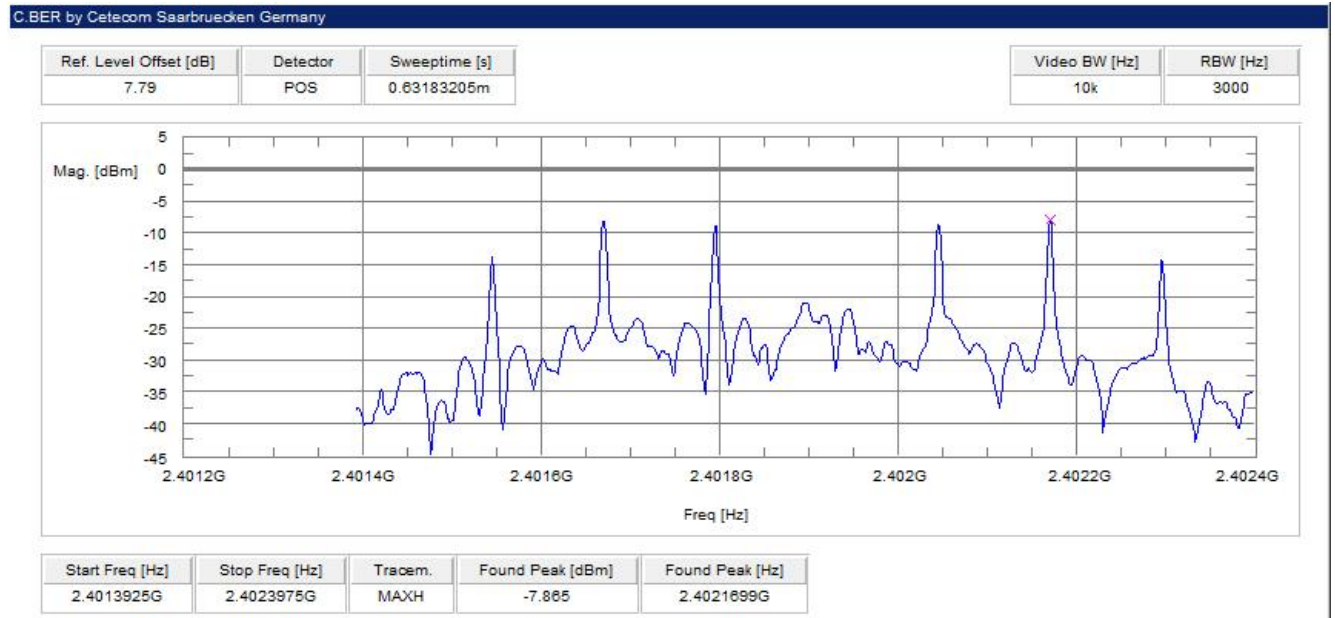 C.BER by Cetecom Saarbruecken Germany
Ref. Level Offset [dB] Detector Sweeptime [s] Video BW [Hz] RBW [Hz]
7.79 POS 0.63183205m 10k 3000
5
Mag. [dBm] 0
-5
-10
-15
-20
-25
-30
-35
-40
-45
2.4012G 2.4014G 2.4016G 2.4018G 2.402G 2.4022G 2.4024G
Freq [Hz]
Start Freq [Hz] Stop Freq [Hz] Tracem. Found Peak [dBm] Found Peak [Hz]
2.4013925G 2.4023975G MAXH -7.865 2.4021699G